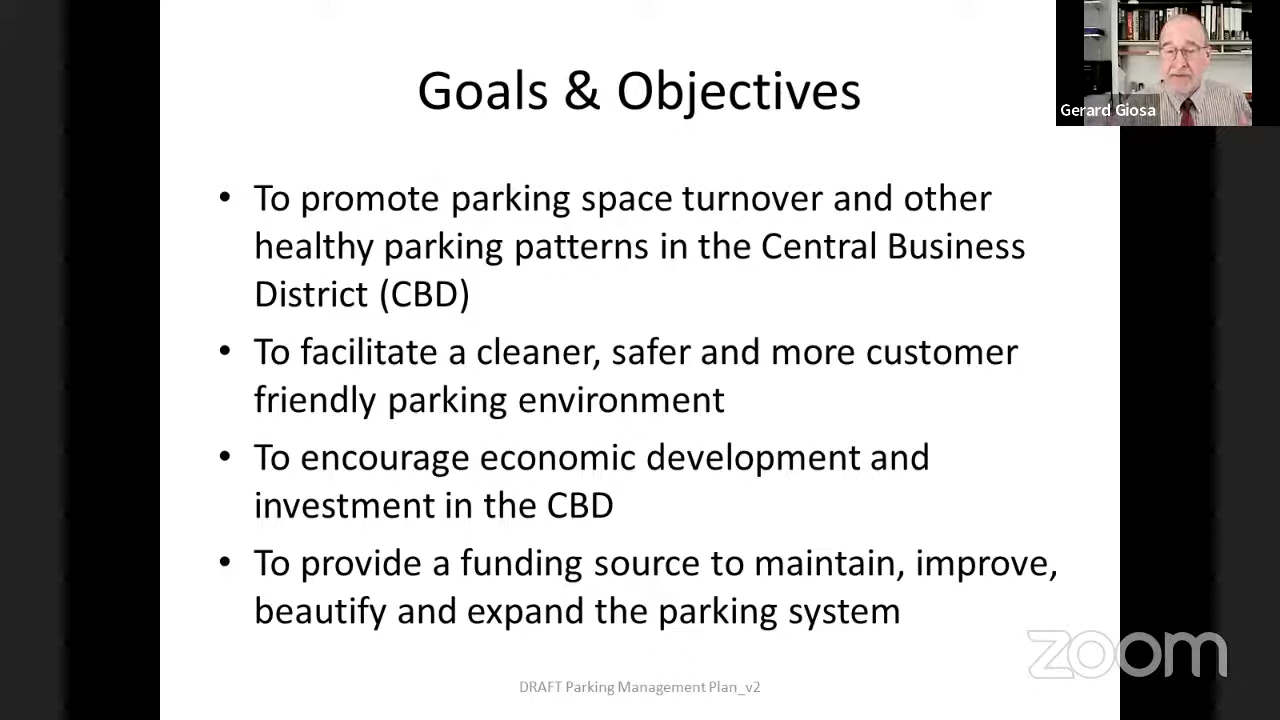 Goals & Objectives
Gerard Giosa
• To promote parking space turnover and other
healthy parking patterns in the Central Business
District (CBD)
• To facilitate a cleaner, safer and more customer
friendly parking environment
• To encourage economic development and
investment in the CBD
• To provide a funding source to maintain, improve,
beautify and expand the parking system
zoom
DRAFT Parking Management Plan_v2